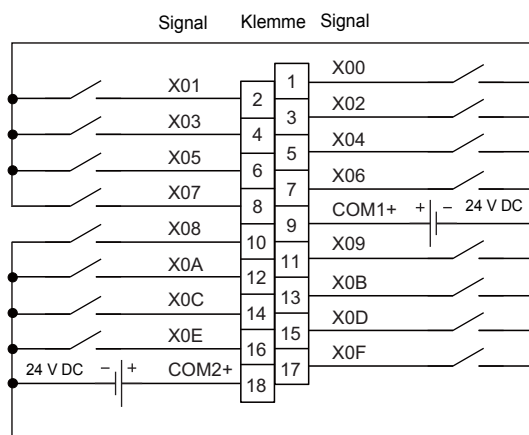 Signal Klemme Signal
1 X00
X01 2
3 X02
X03 4
5 X04
X05 6
7 X06
X07 8
9 COM1+ + − 24 V DC
X08 10
11 X09
X0A 12
13 X0B
X0C 14
15 X0D
X0E 16
17 X0F
24 V DC − + COM2+ 18